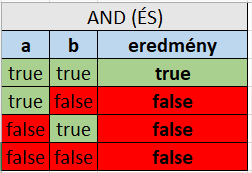 AND (ÉS)
a b eredmény
true true true
true false false
false true false
false false false